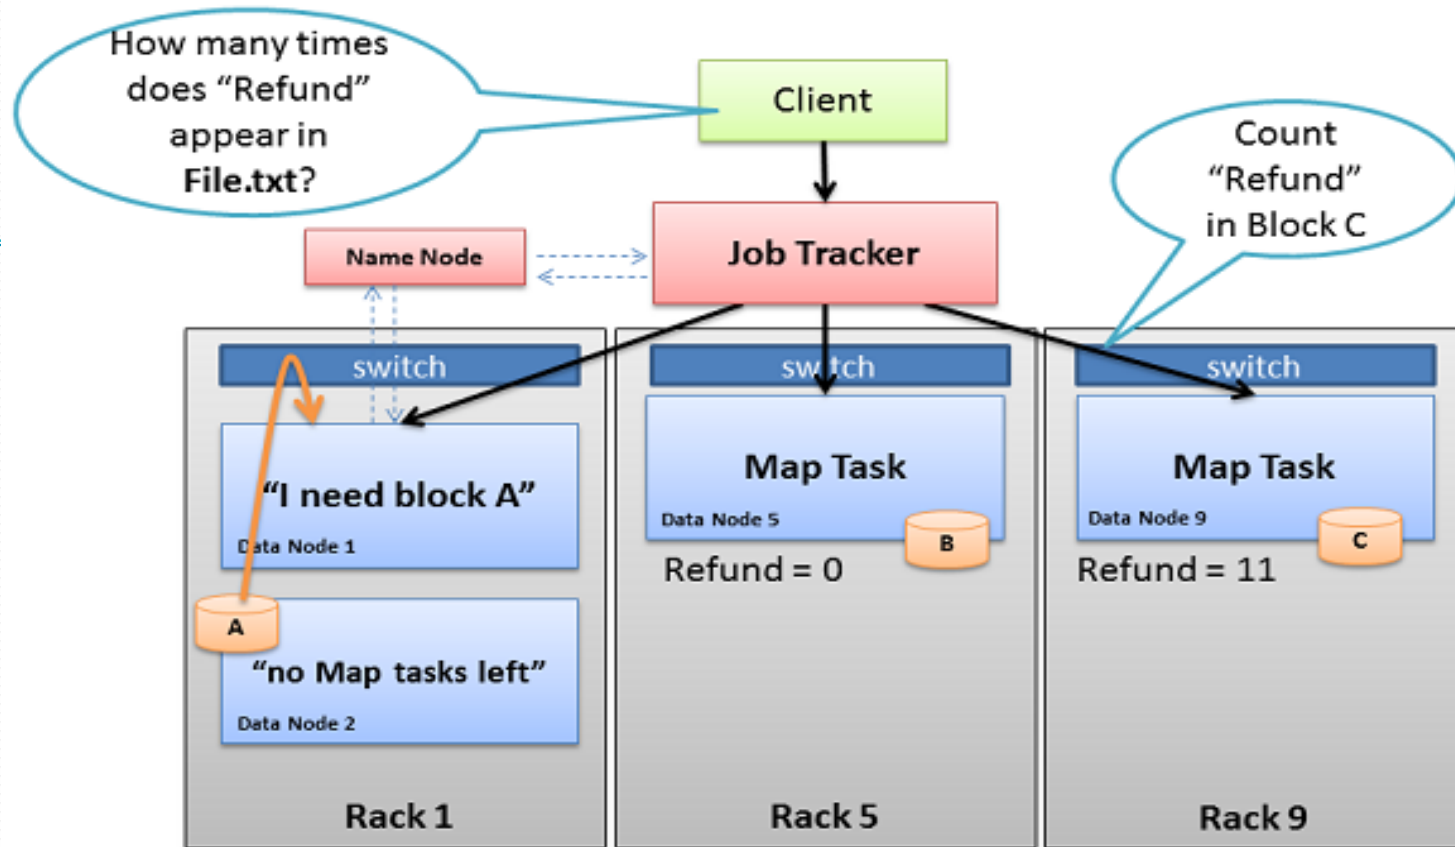 How many times
does “Refund”
appear in
File.txt?
Client
Count
“Refund”
in Block C
Name Node
Job Tracker
switch
switch
switch
“I need block A”
Data Node 1
Map Task
Data Node 5
B
Refund = 0
Map Task
Data Node 9
C
Refund = 11
A
“no Map tasks left”
Data Node 2
Rack 1
Rack 5
Rack 9